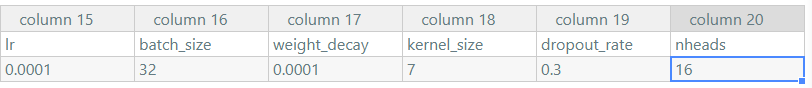 column 15 column 16 column 17 column 18 column 19 column 20
lr batch_size weight_decay kernel_size dropout_rate nheads
0.0001 32 0.0001 7 0.3 16